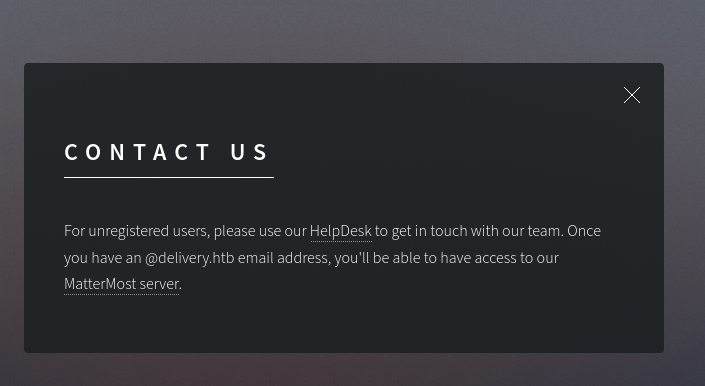 CONTACT US
For unregistered users, please use our HelpDesk to get in touch with our team. Once
you have an @delivery.htb email address, you'll be able to have access to our
MatterMost server.